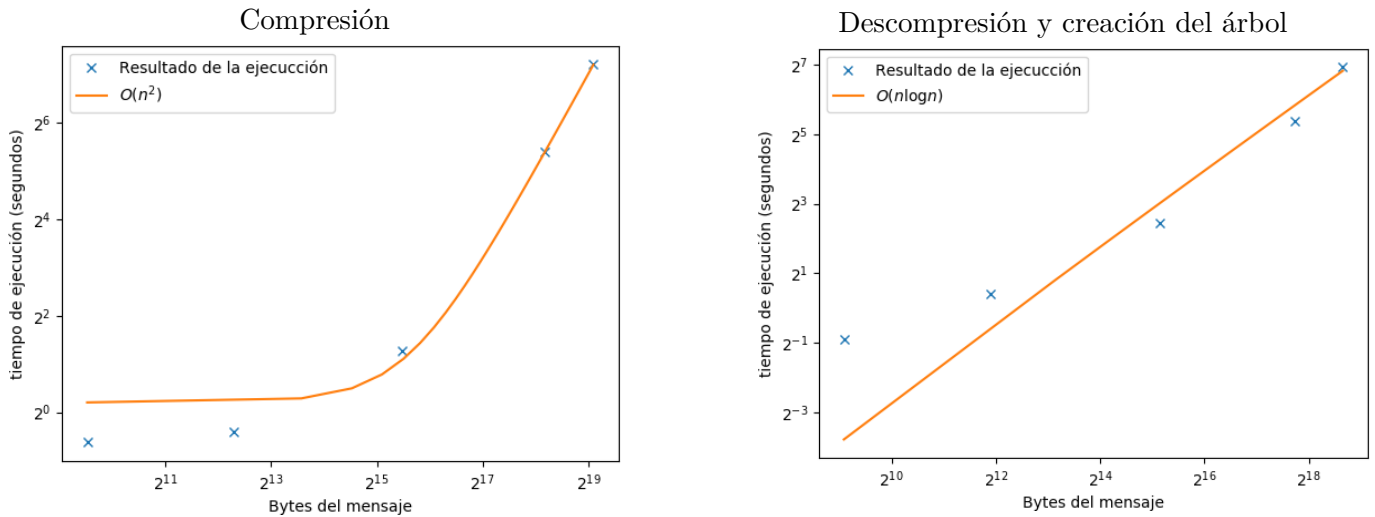 Compresión
Resultado de la ejecucción
O(n²)
2⁶
2⁴
2²
2⁰
tiempo de ejecución (segundos)
2¹¹
2¹³
2¹⁵
2¹⁷
2¹⁹
Bytes del mensaje
Descompresión y creación del árbol
Resultado de la ejecucción
O(nlogn)
2⁷
2⁵
2³
2¹
2⁻¹
2⁻³
tiempo de ejecución (segundos)
2¹⁰
2¹²
2¹⁴
2¹⁶
2¹⁸
Bytes del mensaje